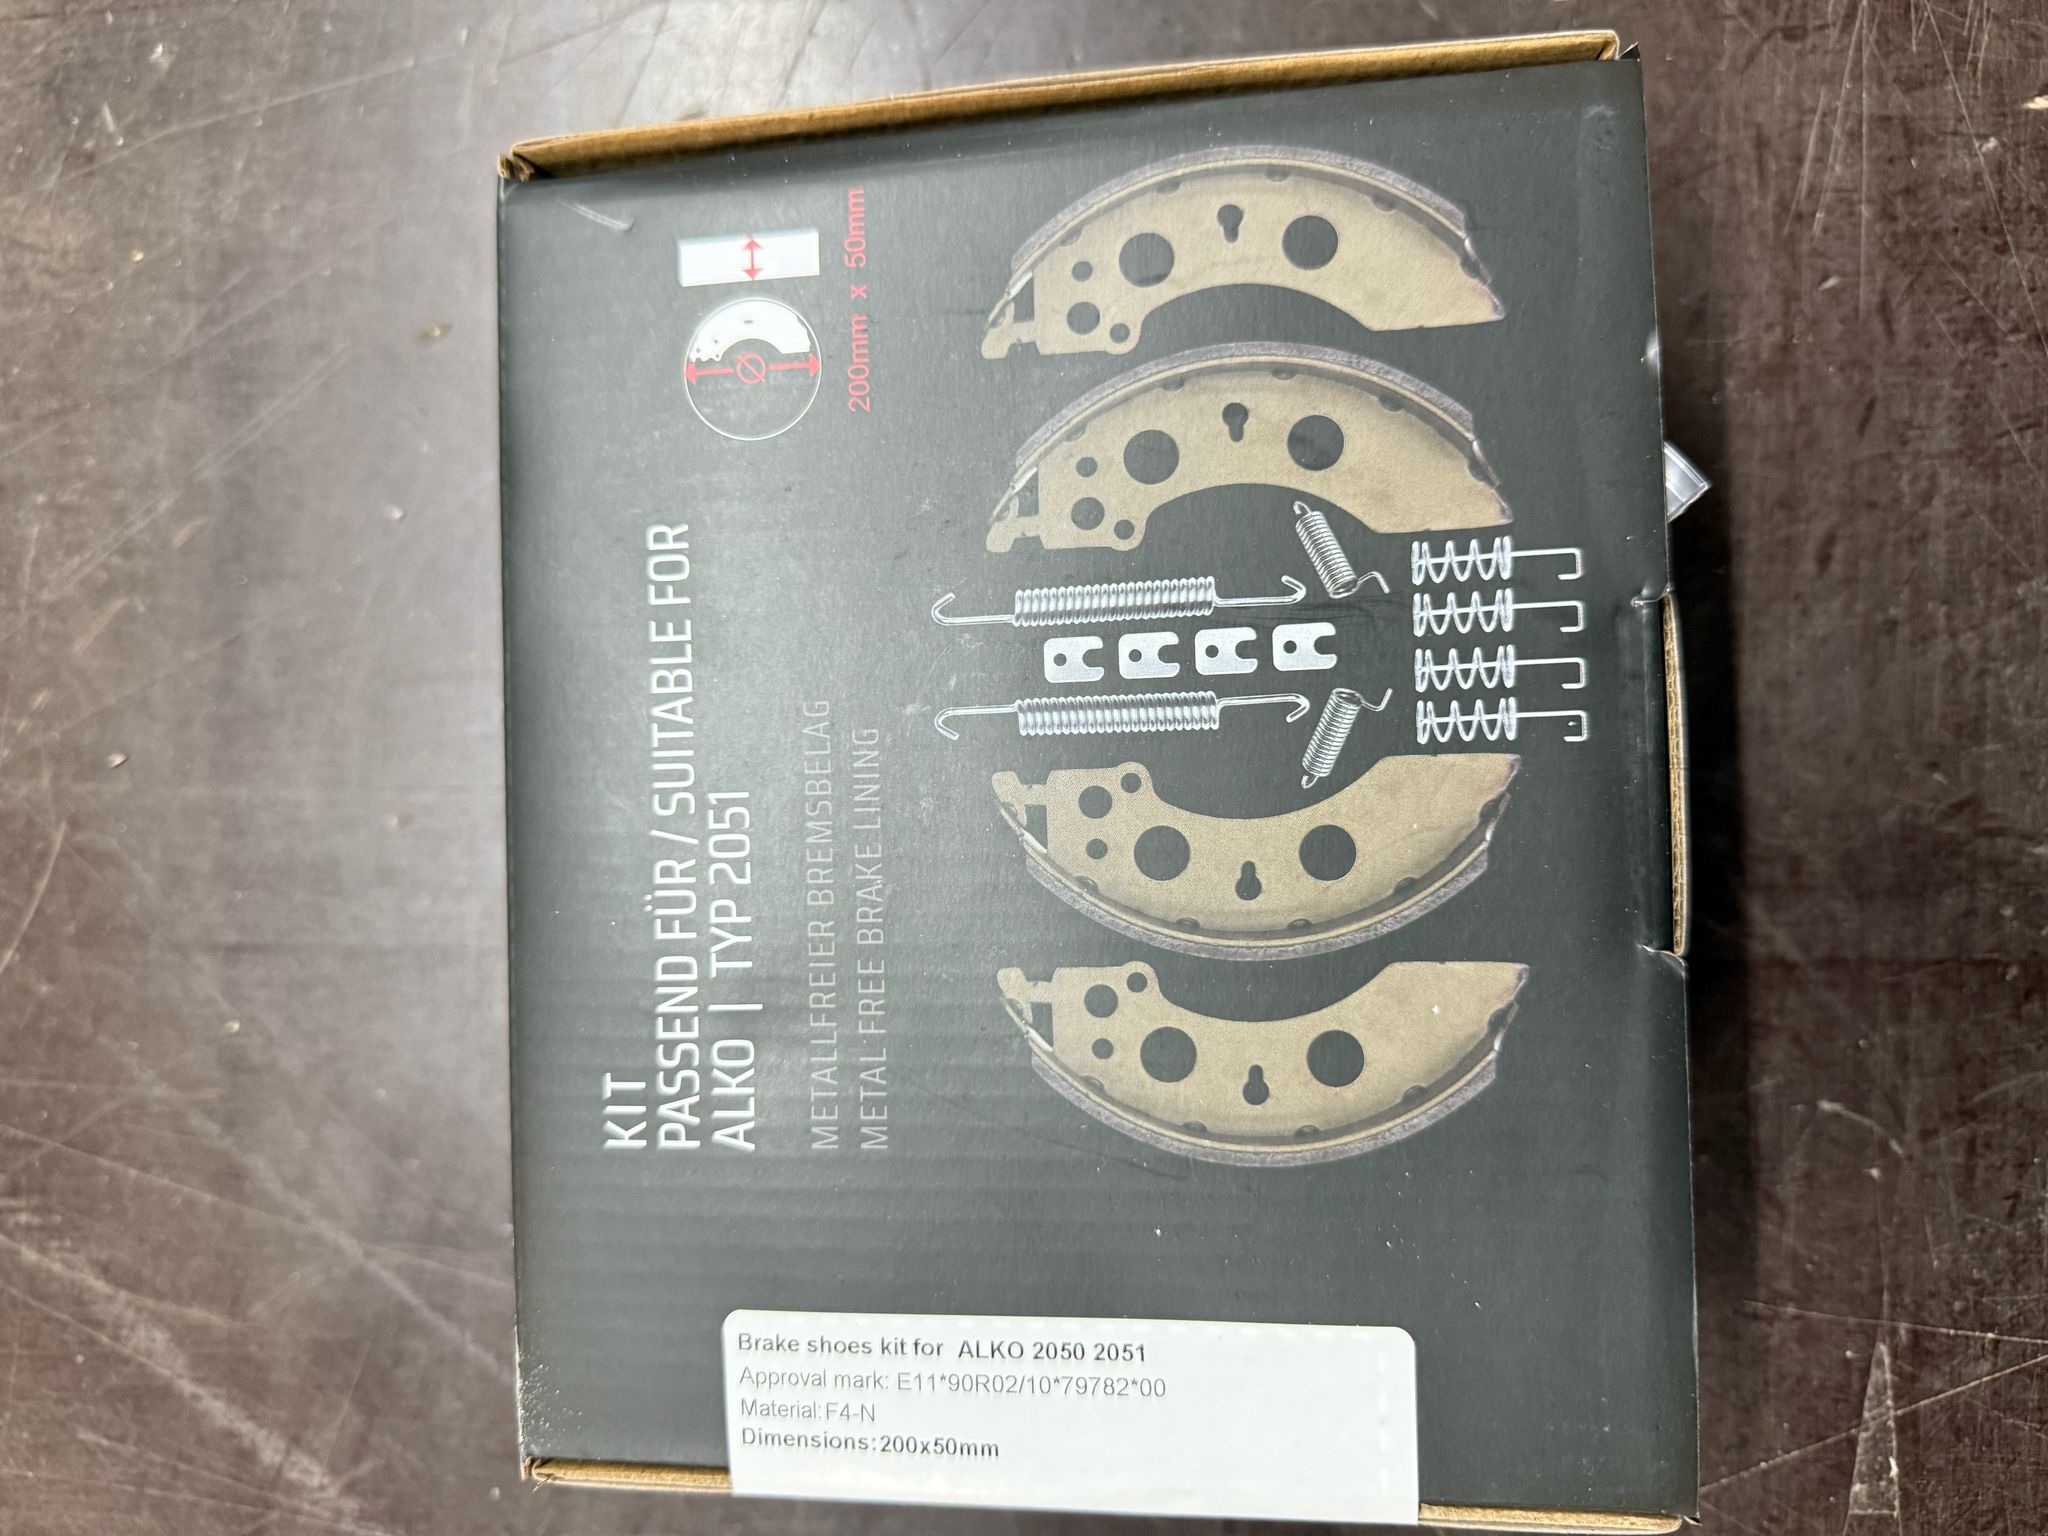 KIT
PASSEND FÜR / SUITABLE FOR
ALKO | TYP 2051
METALLFREIER BREMSBELAG
METAL FREE BRAKE LINING
Ø
200mm x 50mm
Brake shoes kit for ALKO 2050 2051
Approval mark: E11*90R02/10*79782*00
Material:F4-N
Dimensions:200x50mm